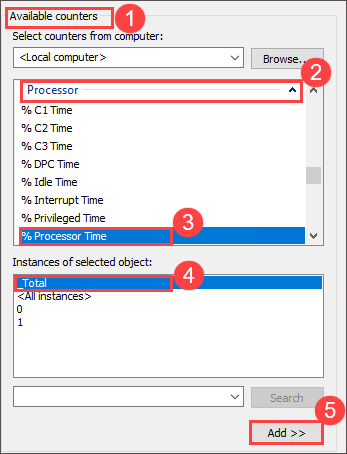 Available counters 1
Select counters from computer:
<Local computer> Browse...
2
Processor
% C1 Time
% C2 Time
% C3 Time
% DPC Time
% Idle Time
% Interrupt Time
% Privileged Time
3
% Processor Time
Instances of selected object:
_Total 4
<All instances>
0
1
Search
5
Add >>